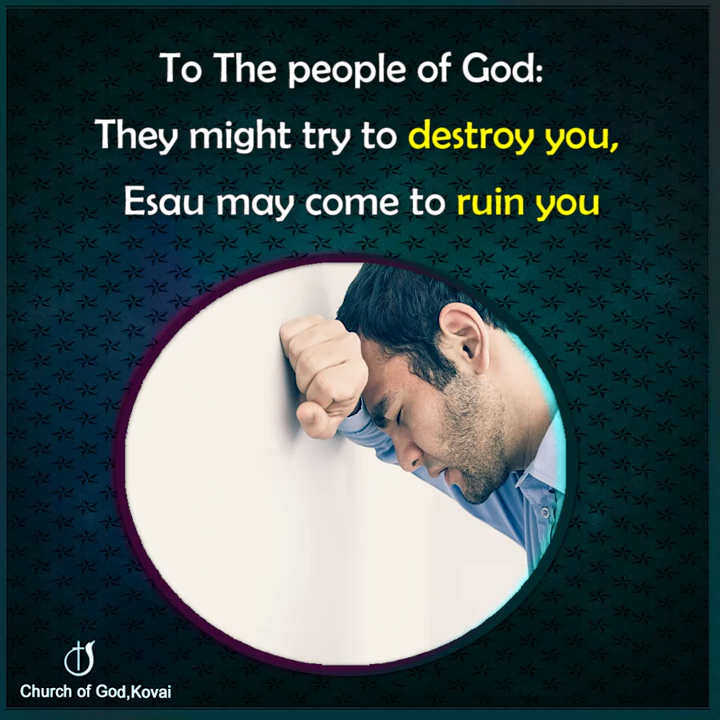 To The people of God:
They might try to destroy you,
Esau may come to ruin you
Church of God,Kovai